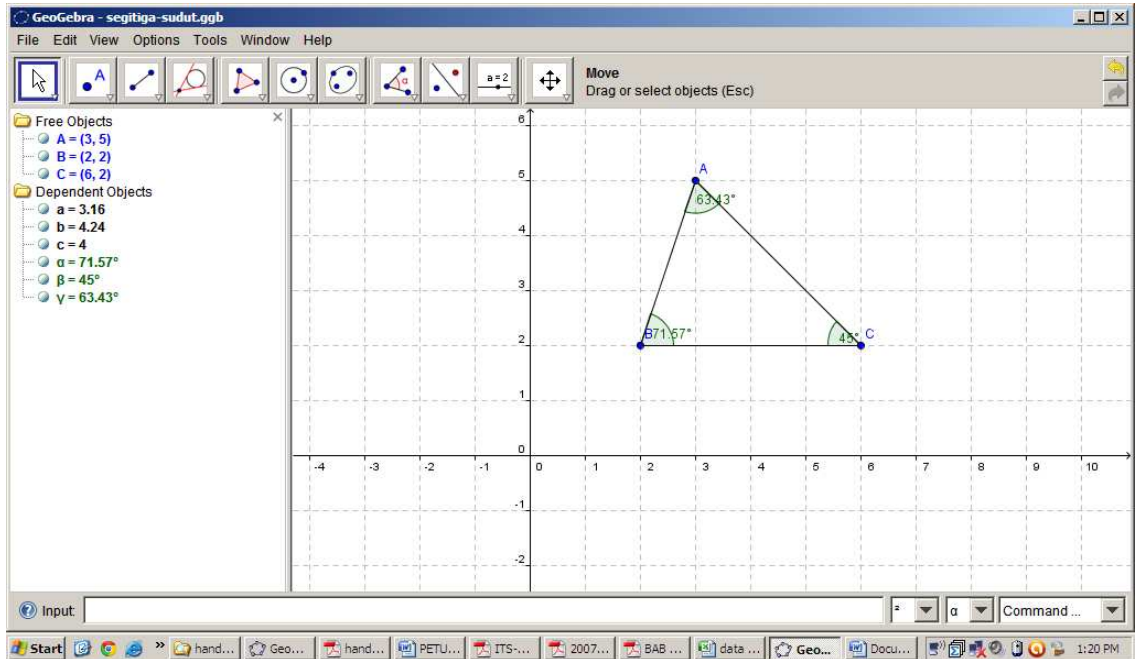 GeoGebra - segitiga-sudut.ggb
File Edit View Options Tools Window Help
A
α
a = 2
Move
Drag or select objects (Esc)
Free Objects
A = (3, 5)
B = (2, 2)
C = (6, 2)
Dependent Objects
a = 3.16
b = 4.24
c = 4
α = 71.57°
β = 45°
γ = 63.43°
6
5
4
3
2
1
0
-1
-2
-4 -3 -2 -1 0 1 2 3 4 5 6 7 8 9 10
A
63.43°
B
71.57°
45°
C
Input:
²
α
Command ...
Start
»
hand...
Geo...
hand...
PETU...
ITS-...
2007...
BAB ...
data ...
Geo...
Docu...
1:20 PM